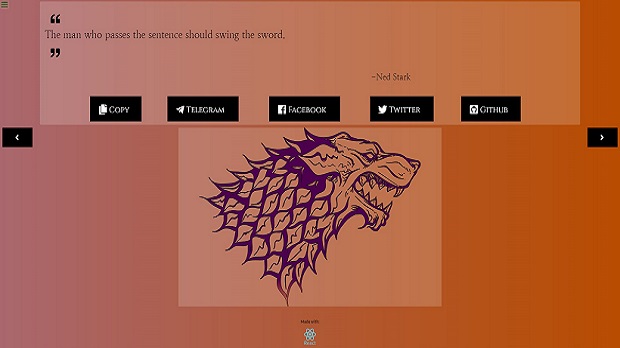 ❝
The man who passes the sentence should swing the sword.
❞
~Ned Stark
Copy
Telegram
Facebook
Twitter
Github
Made with
React